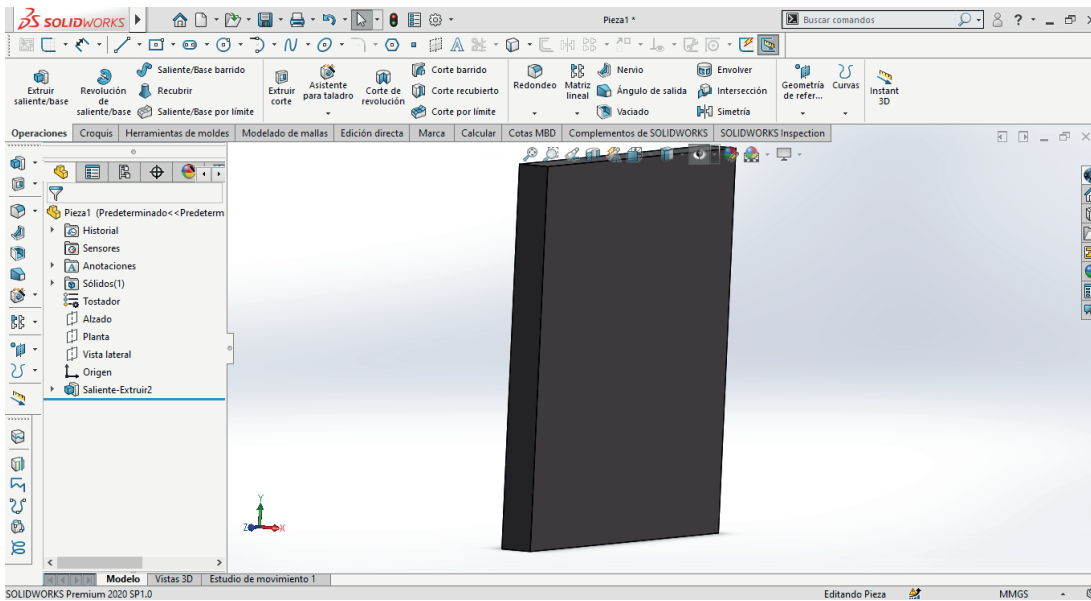 SOLIDWORKS
Pieza1 *
Buscar comandos
Extruir saliente/base
Revolución de saliente/base
Saliente/Base barrido
Recubrir
Saliente/Base por límite
Extruir corte
Asistente para taladro
Corte de revolución
Corte barrido
Corte recubierto
Corte por límite
Redondeo
Matriz lineal
Nervio
Ángulo de salida
Vaciado
Envolver
Intersección
Simetría
Geometría de refer...
Curvas
Instant 3D
Operaciones
Croquis
Herramientas de moldes
Modelado de mallas
Edición directa
Marca
Calcular
Cotas MBD
Complementos de SOLIDWORKS
SOLIDWORKS Inspection
Pieza1 (Predeterminado<<Predeterm
Historial
Sensores
Anotaciones
Sólidos(1)
Tostador
Alzado
Planta
Vista lateral
Origen
Saliente-Extruir2
Y
Z
X
Modelo
Vistas 3D
Estudio de movimiento 1
SOLIDWORKS Premium 2020 SP1.0
Editando Pieza
MMGS